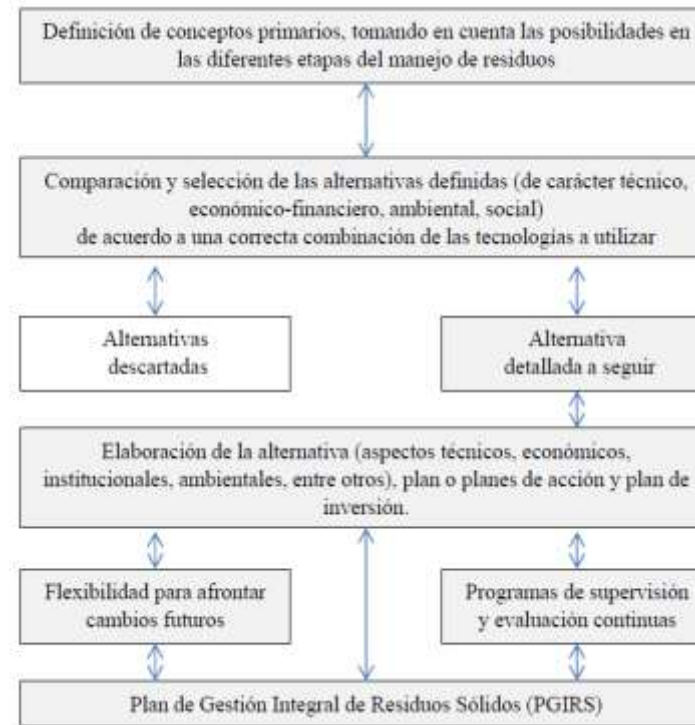 Definición de conceptos primarios, tomando en cuenta las posibilidades en
las diferentes etapas del manejo de residuos
Comparación y selección de las alternativas definidas (de carácter técnico,
económico-financiero, ambiental, social)
de acuerdo a una correcta combinación de las tecnologías a utilizar
Alternativas
descartadas
Alternativa
detallada a seguir
Elaboración de la alternativa (aspectos técnicos, económicos,
institucionales, ambientales, entre otros), plan o planes de acción y plan de
inversión.
Flexibilidad para afrontar
cambios futuros
Programas de supervisión
y evaluación continuas
Plan de Gestión Integral de Residuos Sólidos (PGIRS)